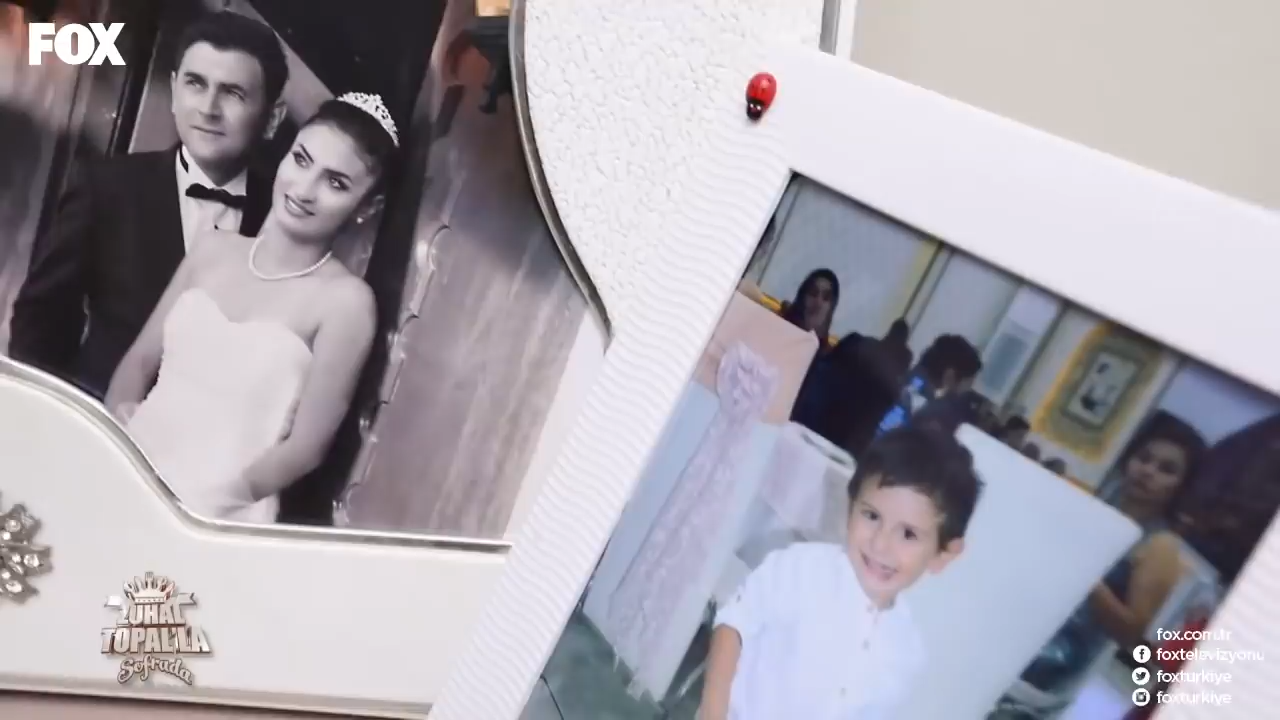 FOX
ZUHAL
TOPAL'LA
Sofrada
fox.com.tr
foxtelevizyonu
foxturkiye
foxturkiye